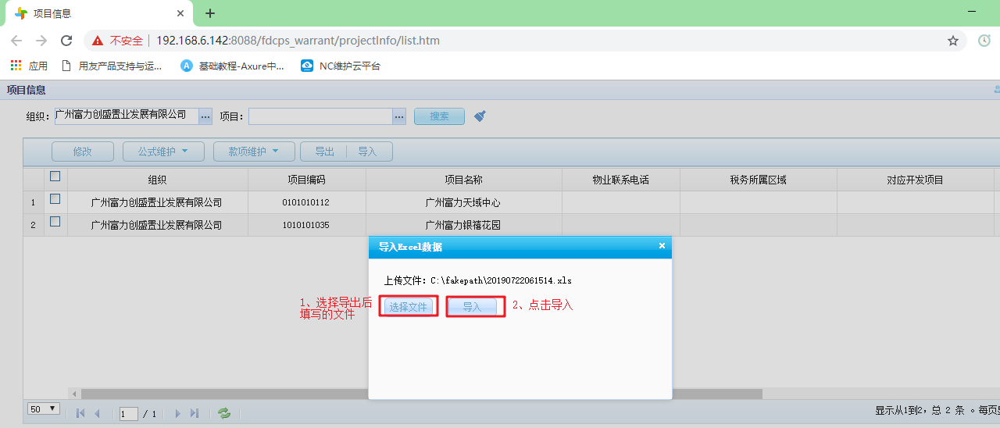 项目信息
不安全 192.168.6.142:8088/fdcps_warrant/projectInfo/list.htm
应用 用友产品支持与运... 基础教程-Axure中... NC维护云平台
项目信息
组织: 广州富力创盛置业发展有限公司 ... 项目: ... 搜索
修改 公式维护 款项维护 导出 导入
组织 项目编码 项目名称 物业联系电话 税务所属区域 对应开发项目
1 广州富力创盛置业发展有限公司 0101010112 广州富力天域中心
2 广州富力创盛置业发展有限公司 1010101035 广州富力银禧花园
导入Excel数据
上传文件: C:\fakepath\20190722061514.xls
1、选择导出后
填写的文件
选择文件 导入 2、点击导入
50 1 / 1 显示从1到2，总 2 条 。每页